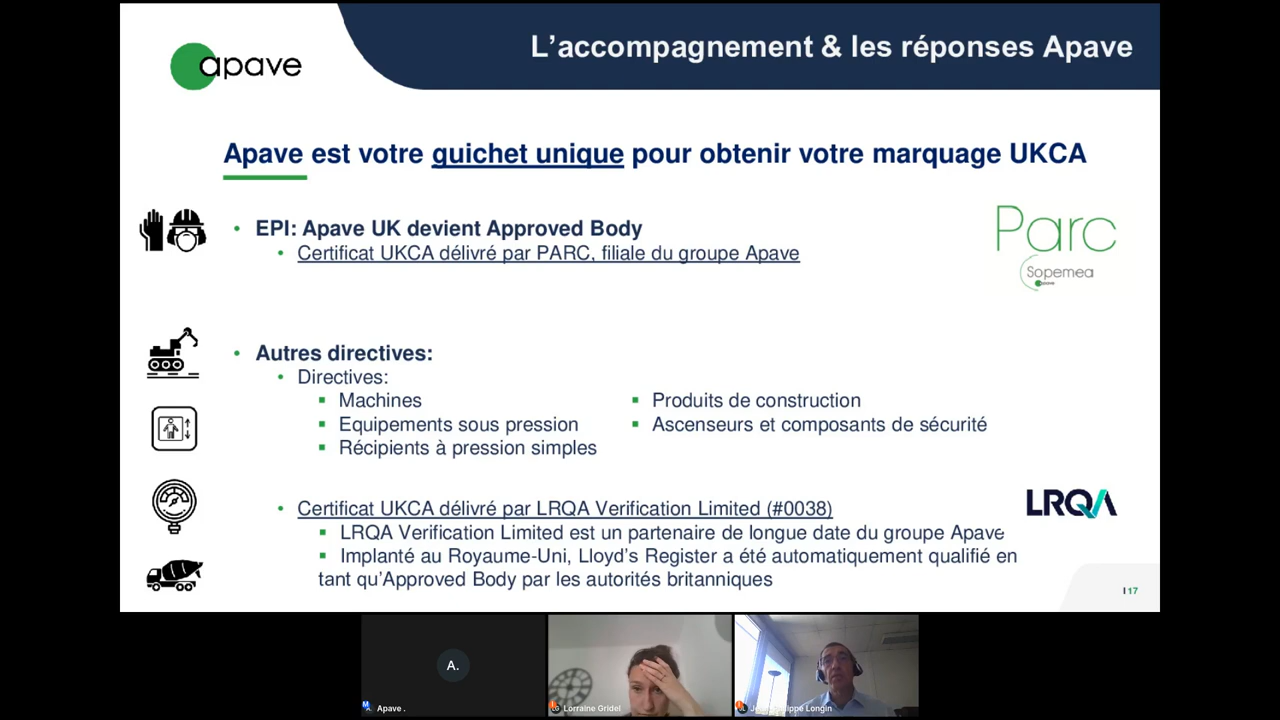 apave
L'accompagnement & les réponses Apave
Apave est votre guichet unique pour obtenir votre marquage UKCA
• EPI: Apave UK devient Approved Body
• Certificat UKCA délivré par PARC, filiale du groupe Apave
Parc
Sopemea
apave
• Autres directives:
• Directives:
▪ Machines
▪ Equipements sous pression
▪ Récipients à pression simples
▪ Produits de construction
▪ Ascenseurs et composants de sécurité
• Certificat UKCA délivré par LRQA Verification Limited (#0038)
LRQA
▪ LRQA Verification Limited est un partenaire de longue date du groupe Apave
▪ Implanté au Royaume-Uni, Lloyd's Register a été automatiquement qualifié en
tant qu'Approved Body par les autorités britanniques
17
A.
Apave .
Lorraine Gridel
Longin